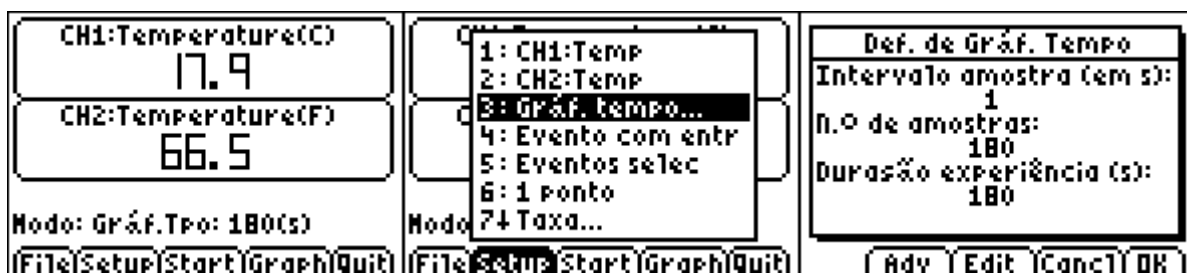 CH1:Temperature(C)
17.9
CH2:Temperature(F)
66.5
Modo: Gráf.Tpo: 180(s)
File Setup Start Graph Quit
1: CH1:Temp
2: CH2:Temp
3: Gráf. tempo...
4: Evento com entr
5: Eventos selec
6: 1 ponto
7↓Taxa...
Modo
File Setup Start Graph Quit
Def. de Gráf. Tempo
Intervalo amostra (em s):
1
n.º de amostras:
180
Durasão experiência (s):
180
Adv Edit Cancl OK